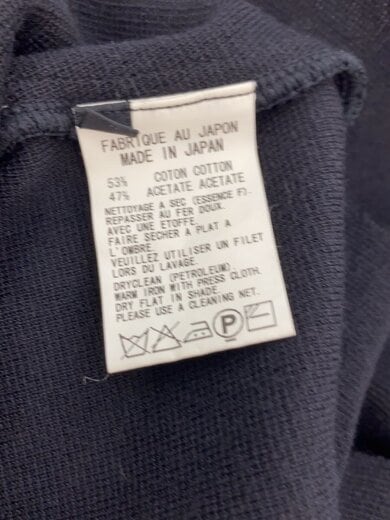 FABRIQUE AU JAPON
MADE IN JAPAN
53% COTON COTTON
47% ACETATE ACETATE
NETTOYAGE A SEC (ESSENCE F).
REPASSER AU FER DOUX.
AVEC UNE ETOFFE.
FAIRE SECHER A PLAT A
L'OMBRE.
VEUILLEZ UTILISER UN FILET
LORS DU LAVAGE.
DRYCLEAN (PETROLEUM).
WARM IRON WITH PRESS CLOTH.
DRY FLAT IN SHADE.
PLEASE USE A CLEANING NET.
P